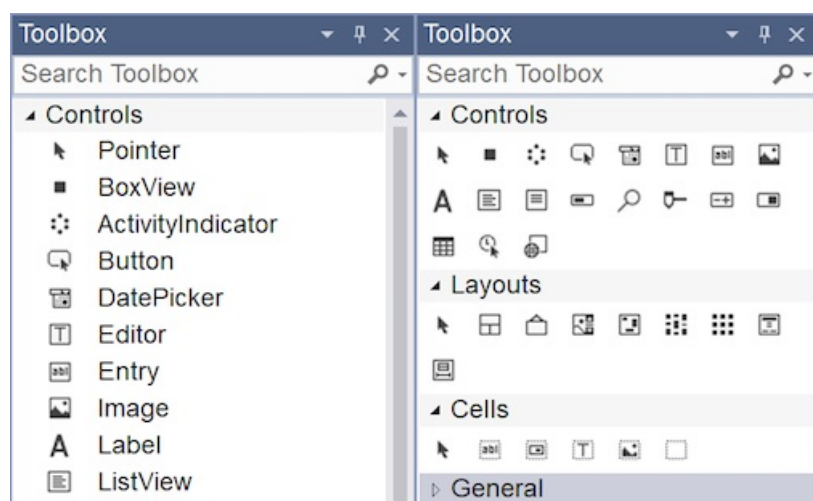 Toolbox
Search Toolbox
Controls
Pointer
BoxView
ActivityIndicator
Button
DatePicker
Editor
Entry
Image
Label
ListView
Toolbox
Search Toolbox
Controls
Layouts
Cells
General